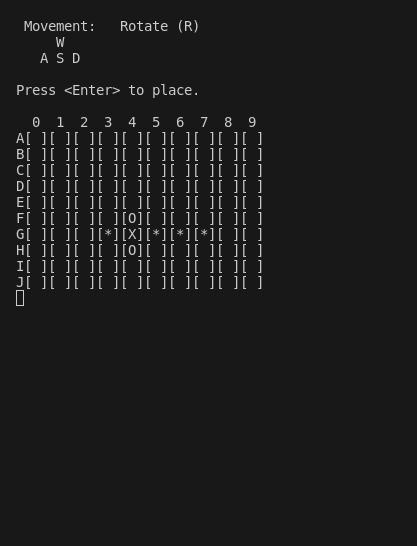 Movement:   Rotate (R)
W
A S D
Press <Enter> to place.
0  1  2  3  4  5  6  7  8  9
A[ ][ ][ ][ ][ ][ ][ ][ ][ ][ ]
B[ ][ ][ ][ ][ ][ ][ ][ ][ ][ ]
C[ ][ ][ ][ ][ ][ ][ ][ ][ ][ ]
D[ ][ ][ ][ ][ ][ ][ ][ ][ ][ ]
E[ ][ ][ ][ ][ ][ ][ ][ ][ ][ ]
F[ ][ ][ ][ ][O][ ][ ][ ][ ][ ]
G[ ][ ][ ][*][X][*][*][*][ ][ ]
H[ ][ ][ ][ ][O][ ][ ][ ][ ][ ]
I[ ][ ][ ][ ][ ][ ][ ][ ][ ][ ]
J[ ][ ][ ][ ][ ][ ][ ][ ][ ][ ]